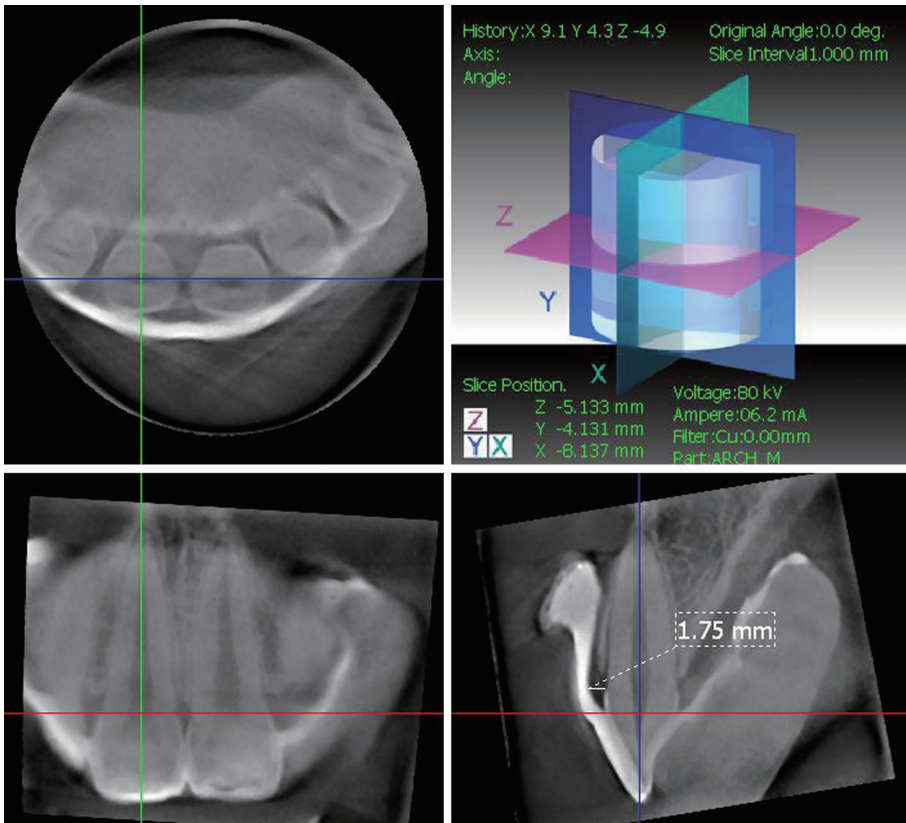 History:X 9.1 Y 4.3 Z -4.9
Original Angle:0.0 deg.
Axis:
Slice Interval1.000 mm
Angle:
Z
Y
X
Slice Position.
Z -5.133 mm
Y -4.131 mm
X -8.137 mm
Z
Y X
Voltage:80 kV
Ampere:06.2 mA
Filter:Cu:0.00mm
Part:ARCH M
1.75 mm